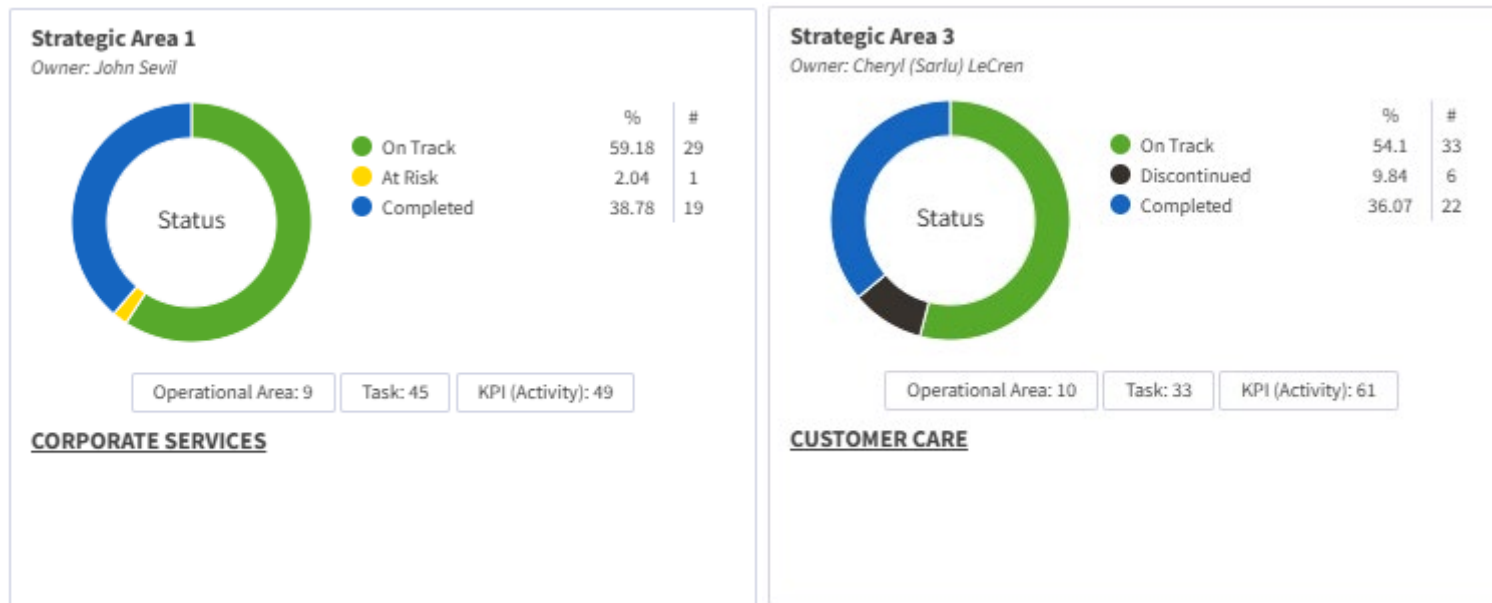 Strategic Area 1
Owner: John Sevil
% #
On Track 59.18 29
At Risk 2.04 1
Completed 38.78 19
Status
Operational Area: 9 Task: 45 KPI (Activity): 49
CORPORATE SERVICES
Strategic Area 3
Owner: Cheryl (Sarlu) LeCren
% #
On Track 54.1 33
Discontinued 9.84 6
Completed 36.07 22
Status
Operational Area: 10 Task: 33 KPI (Activity): 61
CUSTOMER CARE